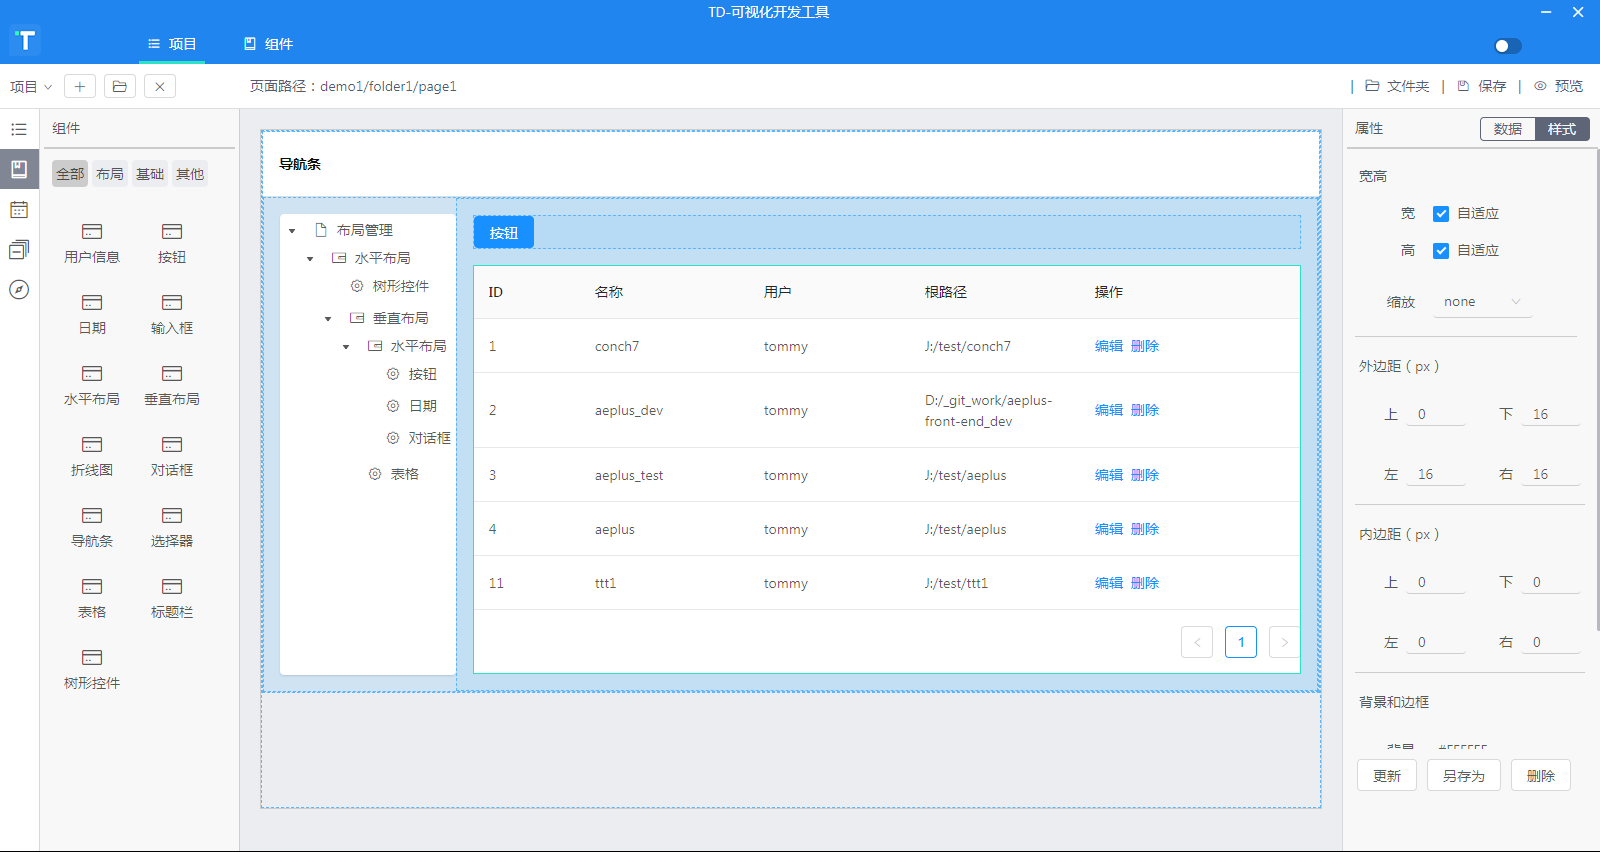 TD-可视化开发工具
T
项目
组件
项目
页面路径：demo1/folder1/page1
| 文件夹 | 保存 | 预览
组件
全部 布局 基础 其他
用户信息 按钮
日期 输入框
水平布局 垂直布局
折线图 对话框
导航条 选择器
表格 标题栏
树形控件
导航条
布局管理
水平布局
树形控件
垂直布局
水平布局
按钮
日期
对话框
表格
按钮
ID 名称 用户 根路径 操作
1 conch7 tommy J:/test/conch7 编辑 删除
2 aeplus_dev tommy D:/_git_work/aeplus-
front-end_dev 编辑 删除
3 aeplus_test tommy J:/test/aeplus 编辑 删除
4 aeplus tommy J:/test/aeplus 编辑 删除
11 ttt1 tommy J:/test/ttt1 编辑 删除
< 1 >
属性 数据 样式
宽高
宽 自适应
高 自适应
缩放 none
外边距 ( px )
上 0 下 16
左 16 右 16
内边距 ( px )
上 0 下 0
左 0 右 0
背景和边框
更新 另存为 删除